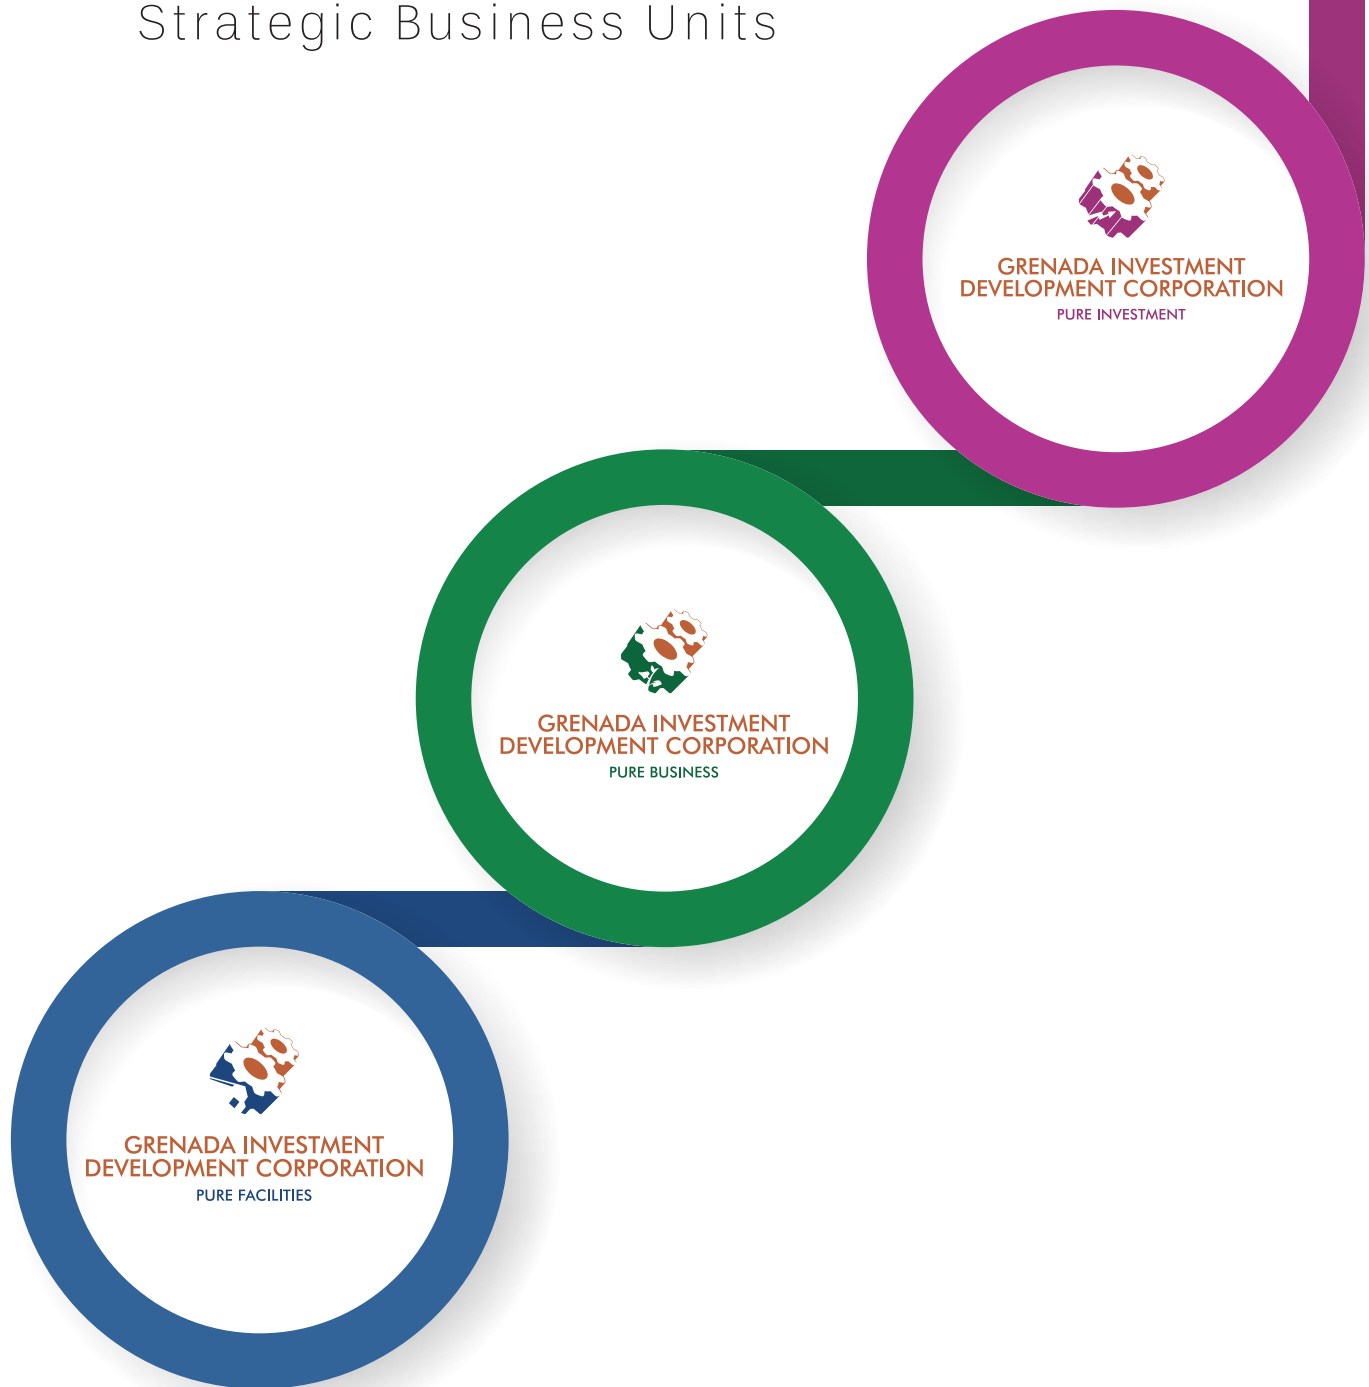 Strategic Business Units
GRENADA INVESTMENT
DEVELOPMENT CORPORATION
PURE INVESTMENT
GRENADA INVESTMENT
DEVELOPMENT CORPORATION
PURE BUSINESS
GRENADA INVESTMENT
DEVELOPMENT CORPORATION
PURE FACILITIES